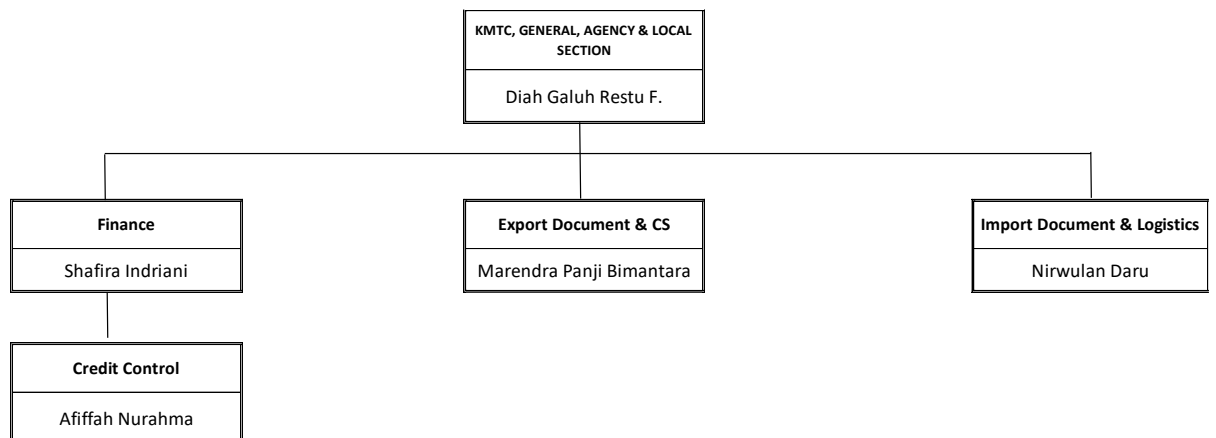 KMTC, GENERAL, AGENCY & LOCAL
SECTION
Diah Galuh Restu F.
Finance
Shafira Indriani
Export Document & CS
Marendra Panji Bimantara
Import Document & Logistics
Nirwulan Daru
Credit Control
Afiffah Nurahma